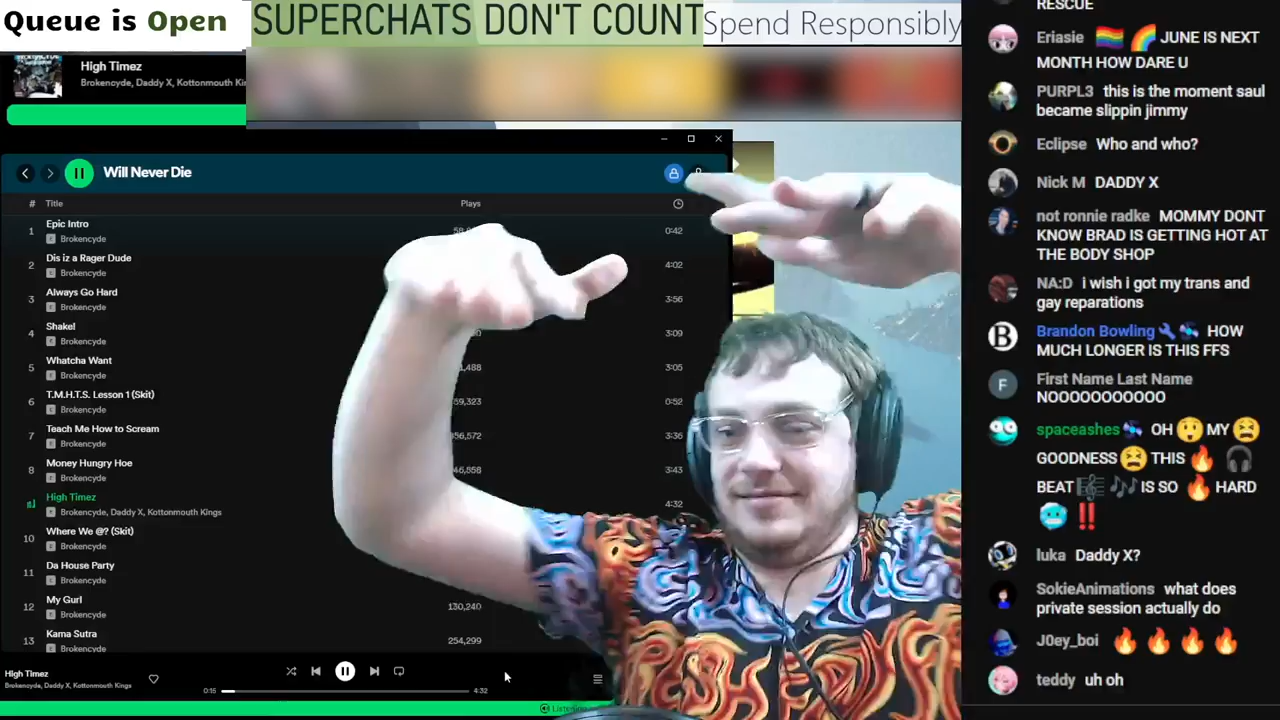 Queue is Open
SUPERCHATS DON'T COUNT
Spend Responsibly
High Timez
Brokencyde, Daddy X, Kottonmouth Kin
Will Never Die
# Title Plays
1 Epic Intro 0:42
Brokencyde
2 Dis iz a Rager Dude 4:02
Brokencyde
3 Always Go Hard 3:56
Brokencyde
4 Shake! 3:09
Brokencyde
5 Whatcha Want 3:05
Brokencyde
6 T.M.H.T.S. Lesson 1 (Skit) 0:52
Brokencyde
7 Teach Me How to Scream 3:36
Brokencyde
8 Money Hungry Hoe 3:43
Brokencyde
High Timez 4:32
Brokencyde, Daddy X, Kottonmouth Kings
10 Where We @? (Skit)
Brokencyde
11 Da House Party
Brokencyde
12 My Gurl 130,240
Brokencyde
13 Kama Sutra 254,299
Brokencyde
High Timez
Brokencyde, Daddy X, Kottonmouth Kings
0:15 4:32
RESCUE
Eriasie 🏳️‍🌈 🌈 JUNE IS NEXT
MONTH HOW DARE U
PURPL3 this is the moment saul
became slippin jimmy
Eclipse Who and who?
Nick M DADDY X
not ronnie radke MOMMY DONT
KNOW BRAD IS GETTING HOT AT
THE BODY SHOP
NA:D i wish i got my trans and
gay reparations
B Brandon Bowling HOW
MUCH LONGER IS THIS FFS
F First Name Last Name
NOOOOOOOOOO
spaceashes OH 😲 MY 😫
GOODNESS 😫 THIS 🔥 🎧
BEAT 🎼 🎶 IS SO 🔥 HARD
🥶 ‼️
luka Daddy X?
SokieAnimations what does
private session actually do
J0ey_boi 🔥 🔥 🔥 🔥
teddy uh oh